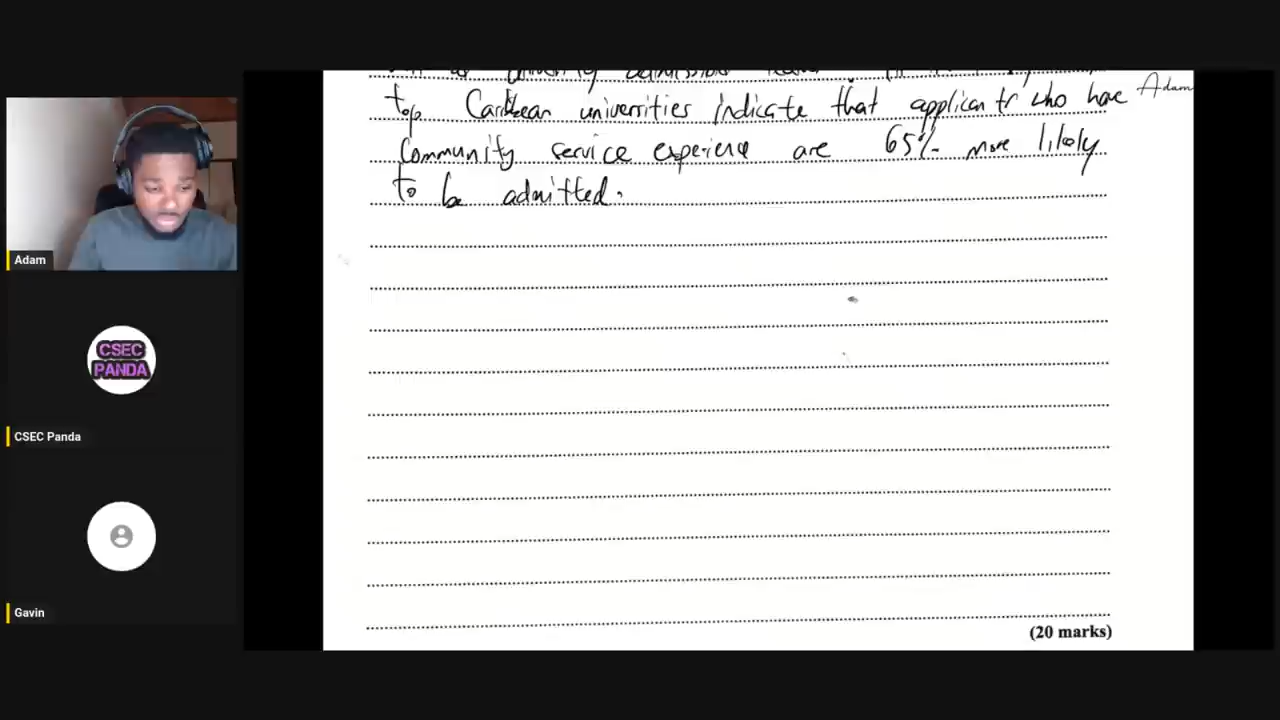 top Caribbean universities indicate that applicants who have
Adam
community service experience are 65% more likely
to be admitted.
Adam
CSEC
PANDA
CSEC Panda
Gavin
(20 marks)